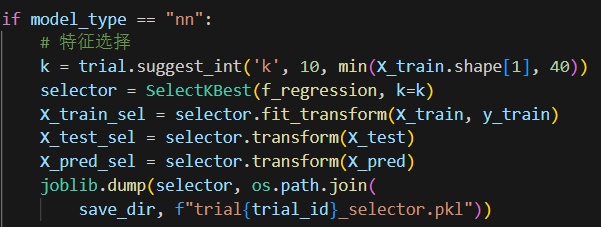 if model_type == "nn":
    # 特征选择
    k = trial.suggest_int('k', 10, min(X_train.shape[1], 40))
    selector = SelectKBest(f_regression, k=k)
    X_train_sel = selector.fit_transform(X_train, y_train)
    X_test_sel = selector.transform(X_test)
    X_pred_sel = selector.transform(X_pred)
    joblib.dump(selector, os.path.join(
        save_dir, f"trial{trial_id}_selector.pkl"))